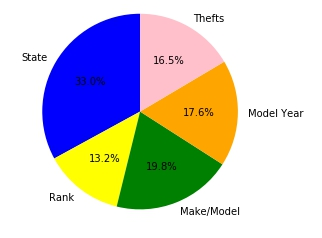 Thefts
16.5%
State
33.0%
Model Year
17.6%
13.2%
19.8%
Rank
Make/Model